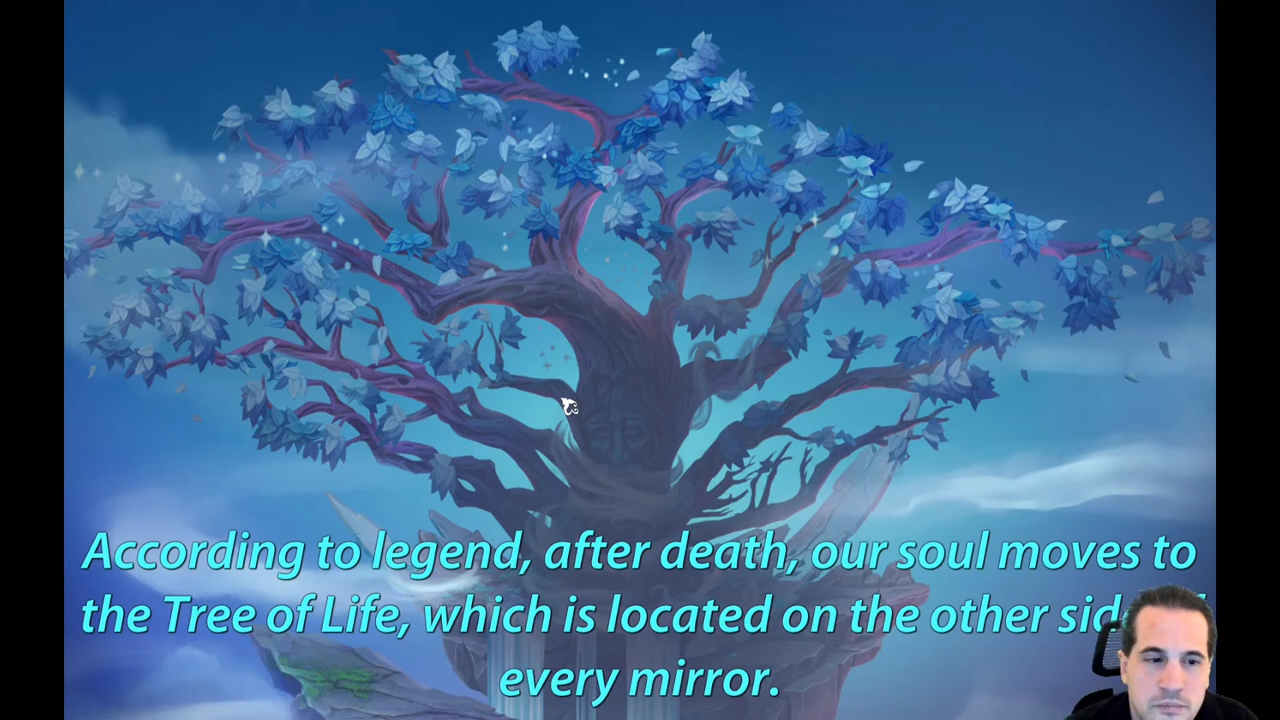 According to legend, after death, our soul moves to
the Tree of Life, which is located on the other side
every mirror.